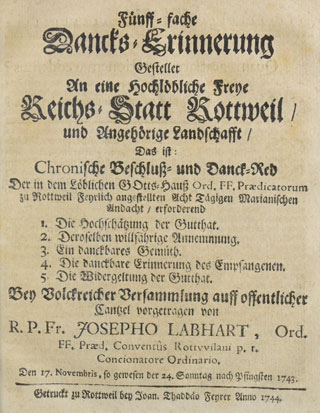 Fünff-fache
Dancks-Erinnerung
Gestellet
An eine Hochlöbliche Freye
Reichs-Statt Rottweil /
und Angehörige Landschafft /
Das ist:
Chronische Beschluß- und Danck-Red
Der in dem Löblichen GOtts-Hauß Ord. FF. Prædicatorum
zu Rottweil Feyrlich angestellten Acht Tägigen Marianischen
Andacht / erforderend
1. Die Hochschätzung der Gutthat.
2. Deroselben willfährige Annemnung.
3. Ein danckbares Gemüth.
4. Die danckbare Erinnerung des Empfangenen.
5. Die Widergeltung der Gutthat.
Bey Volckreicher Versammlung auff offentlicher
Cantzel vorgetragen von
R. P. Fr. JOSEPHO LABHART, Ord.
FF. Præd. Conventûs Rottvvilani p. t.
Concionatore Ordinario.
Den 17. Novembris, so gewesen der 24. Sonntag nach Pfingsten 1743.
Getruckt zu Rottweil bey Joan. Thaddäo Feyrer Anno 1744.